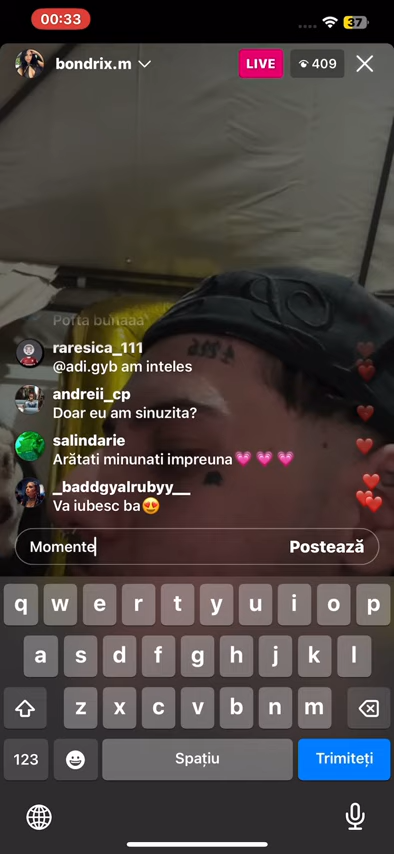 00:33
37
bondrix.m
LIVE
409
Porta bunaaa
raresica_111
@adi.gyb am inteles
andreii_cp
Doar eu am sinuzita?
salindarie
Arătati minunati impreuna💗💗💗
_baddgyalrubyy__
Va iubesc ba😍
Momente
Postează
q w e r t y u i o p
a s d f g h j k l
z x c v b n m
123
Spațiu
Trimiteți